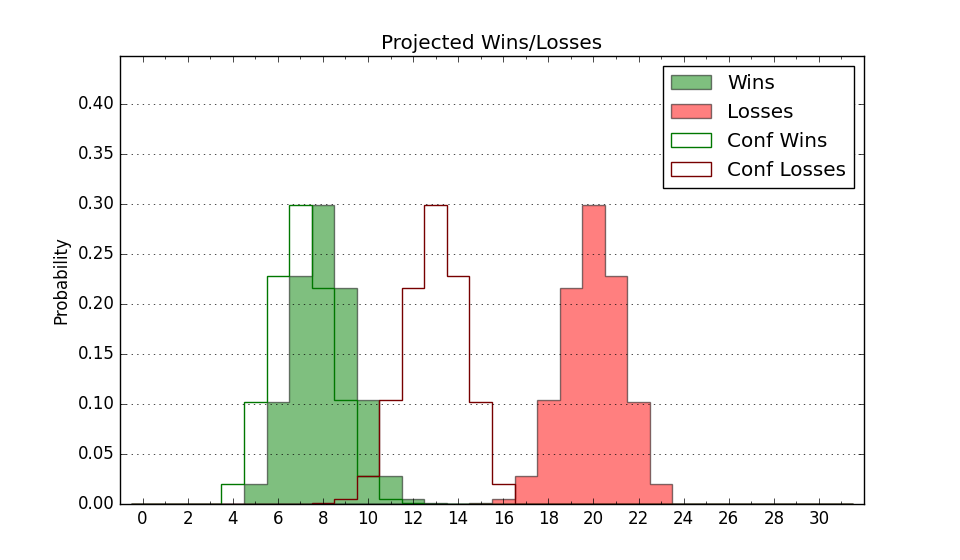 Projected Wins/Losses
Wins
Losses
Conf Wins
Conf Losses
Probability
0.40
0.35
0.30
0.25
0.20
0.15
0.10
0.05
0.00
0 2 4 6 8 10 12 14 16 18 20 22 24 26 28 30